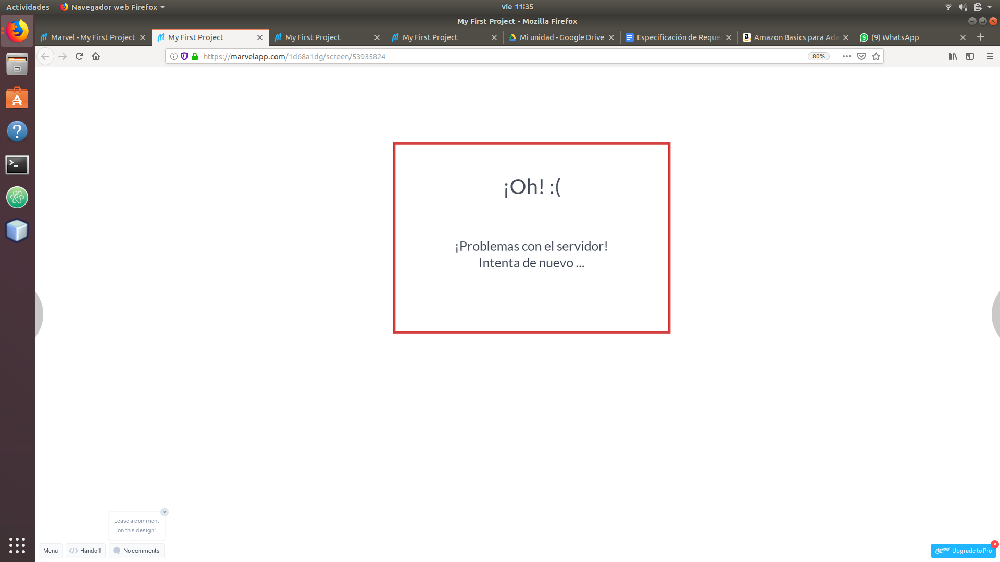 Actividades
Navegador web Firefox
vie 11:35
My First Project - Mozilla Firefox
Marvel - My First Project
My First Project
My First Project
My First Project
Mi unidad - Google Drive
Especificación de Reque
Amazon Basics para Ada
(9) WhatsApp
https://marvelapp.com/1d68a1dg/screen/53935824
80%
¡Oh! :(
¡Problemas con el servidor!
Intenta de nuevo ...
Leave a comment
on this design!
Menu
Handoff
No comments
Marvel Upgrade to Pro